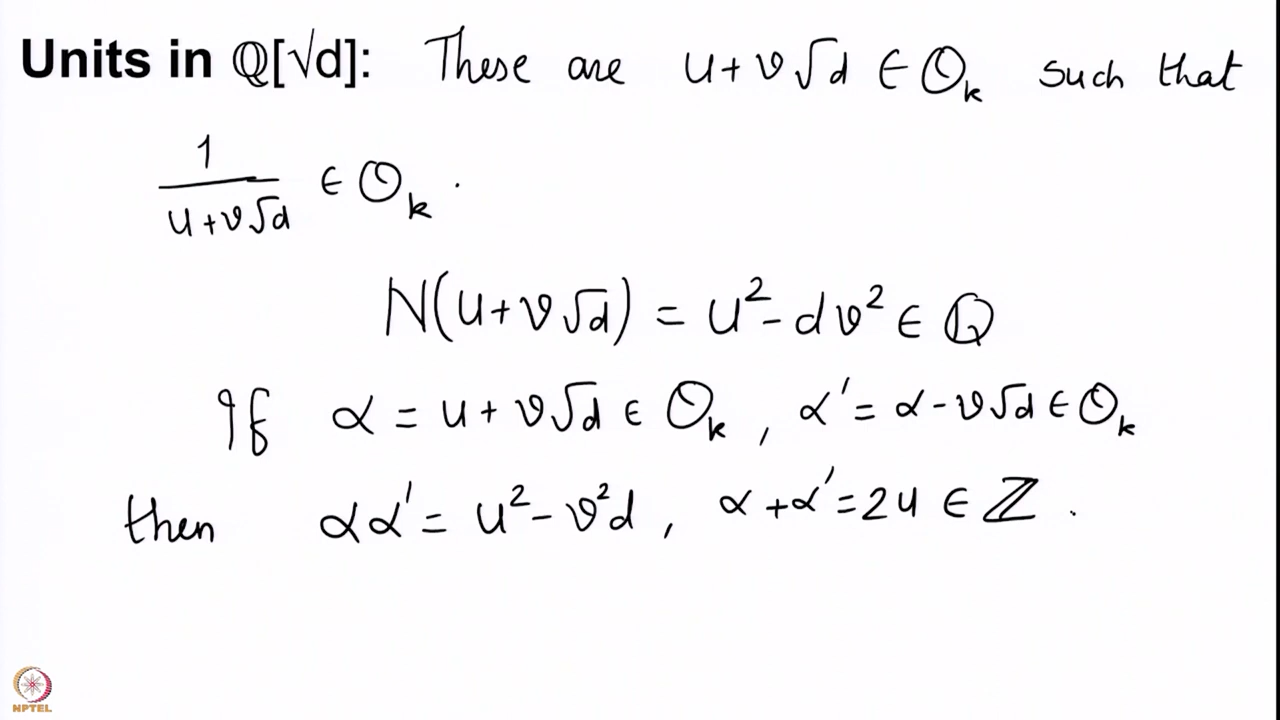 Units in ℚ[√d]: These are u+v√d ∈ O_k such that
1/(u+v√d) ∈ O_k.
N(u+v√d) = u² - dv² ∈ ℚ
If α = u+v√d ∈ O_k, α' = α-v√d ∈ O_k
then αα' = u² - v²d, α+α' = 2u ∈ ℤ.
NPTEL